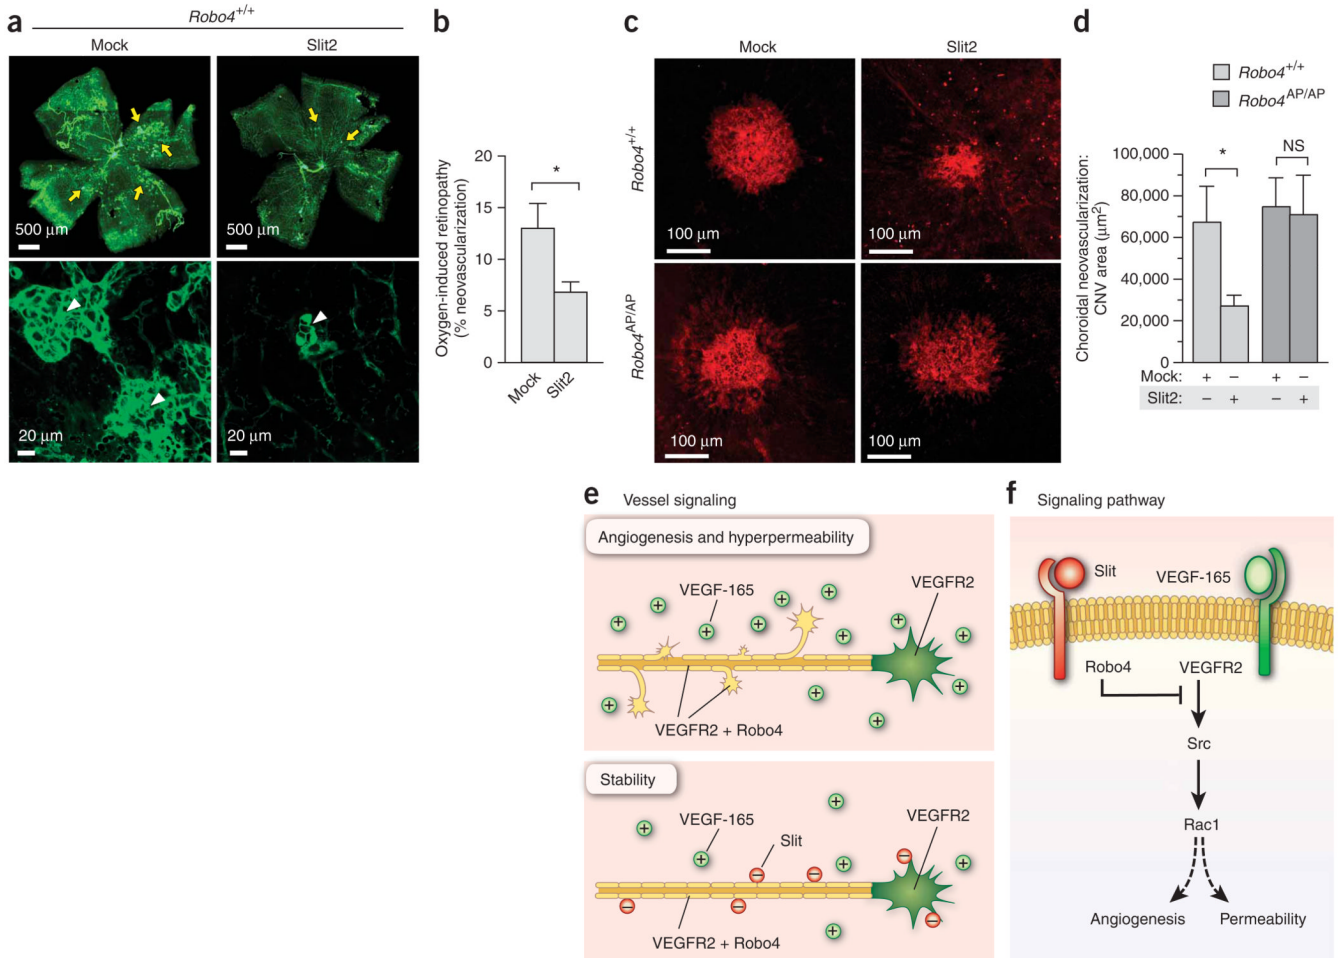 a
Robo4+/+
Mock
Slit2
500 μm
500 μm
20 μm
20 μm
b
Oxygen-induced retinopathy
(% neovascularization)
20
15
10
5
0
*
Mock
Slit2
c
Mock
Slit2
Robo4+/+
Robo4AP/AP
100 μm
100 μm
100 μm
100 μm
d
Robo4+/+
Robo4AP/AP
Choroidal neovascularization:
CNV area (μm2)
100,000
80,000
60,000
40,000
20,000
0
*
NS
Mock: + – + –
Slit2: – + – +
e
Vessel signaling
Angiogenesis and hyperpermeability
VEGF-165
VEGFR2
VEGFR2 + Robo4
Stability
VEGF-165
Slit
VEGFR2
VEGFR2 + Robo4
f
Signaling pathway
Slit
VEGF-165
Robo4
VEGFR2
Src
Rac1
Angiogenesis
Permeability